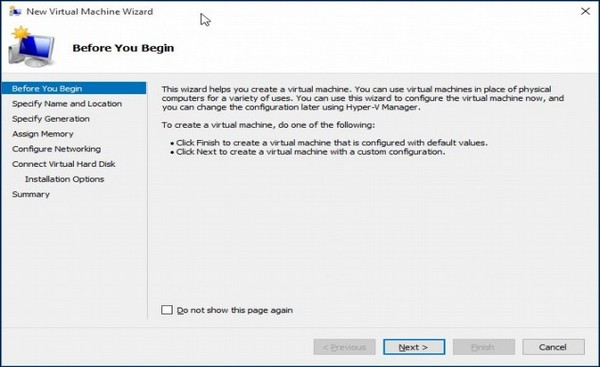 New Virtual Machine Wizard
Before You Begin
Before You Begin
Specify Name and Location
Specify Generation
Assign Memory
Configure Networking
Connect Virtual Hard Disk
Installation Options
Summary
This wizard helps you create a virtual machine. You can use virtual machines in place of physical
computers for a variety of uses. You can use this wizard to configure the virtual machine now, and
you can change the configuration later using Hyper-V Manager.
To create a virtual machine, do one of the following:
• Click Finish to create a virtual machine that is configured with default values.
• Click Next to create a virtual machine with a custom configuration.
Do not show this page again
< Previous
Next >
Finish
Cancel